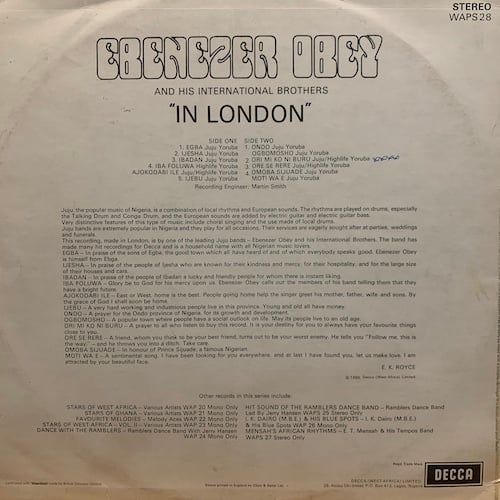 STEREO
WAPS 28
EBENEZER OBEY
AND HIS INTERNATIONAL BROTHERS
"IN LONDON"
SIDE ONE
1. EGBA Juju Yoruba
2. IJESHA Juju Yoruba
3. IBADAN Juju Yoruba
4. IBA FOLUWA Highlife Yoruba
AJOKODABI ILE Juju/Highlife Yoruba
5. IJEBU Juju Yoruba
SIDE TWO
1. ONDO Juju Yoruba
OGBOMOSHO Juju Yoruba
2. ORI MI KO NI BURU Juju/Highlife Yoruba
3. ORE SE RERE Juju/Highlife Yoruba
4. OMOBA SIJUADE Juju Yoruba
MOTI WA E Juju Yoruba
Recording Engineer: Martin Smith
Juju, the popular music of Nigeria, is a combination of local rhythms and European sounds. The rhythms are played on drums, especially
the Talking Drum and Conga Drum, and the European sounds are added by electric guitar and electric guitar bass.
Very distinctive features of this type of music include choral singing and the use made of local drums.
Juju bands are extremely popular in Nigeria and they play for all occasions. Their services are eagerly sought after at parties, weddings
and funerals.
This recording, made in London, is by one of the leading Juju bands – Ebenezer Obey and his International Brothers. The band has
made many hit recordings for Decca and is a household name with all Nigerian music lovers.
EGBA – In praise of the sons of Egba, the good town which all have heard of and of which everybody speaks good. Ebenezer Obey
is himself from Egba.
IJESHA – In praise of the people of Ijesha who are known for their kindness and mercy, for their hospitality, and for the large size
of their houses and cars.
IBADAN – In praise of the people of Ibadan a lucky and friendly people for whom there is instant liking.
IBA FOLUWA – Glory be to God for his mercy upon us. Ebenezer Obey calls out the members of his band telling them that they
have a bright future.
AJOKODABI ILE – East or West, home is the best. People going home help the singer greet his mother, father, wife and sons. By
the grace of God I shall soon be home.
IJEBU – A very hard working and industrious people live in this province. Young and old all have money.
ONDO – A prayer for the Ondo province of Nigeria, for its growth and development.
OGBOMOSHO – A popular town where people have a social outlook on life. May its people live to an old age.
ORI MI KO NI BURU – A prayer to all who listen to buy this record. It is your destiny for you to always have your favourite things
close to you.
ORE SE RERE – A friend, whom you think to be your best friend, turns out to be your worst enemy. He tells you "Follow me, this is
the way," – and he throws you into a ditch. Take care.
OMOBA SIJUADE – In honour of Prince Sijuade, a famous Nigerian.
MOTI WA E – A sentimental song. I have been looking for you everywhere, and at last I have found you, let us make love. I am
attracted by your beautiful face.
E. K. ROYCE
Other records in this series include:
STARS OF WEST AFRICA – Various Artists WAP 20 Mono Only
STARS OF GHANA – Various Artists WAP 21 Mono Only
FAVOURITE MELODIES – Melody Aces WAP 22 Mono Only
STARS OF WEST AFRICA – VOL. II – Various Artists WAP 23 Mono Only
DANCE WITH THE RAMBLERS – Ramblers Dance Band With Jerry Hansen
WAP 24 Mono Only
HIT SOUND OF THE RAMBLERS DANCE BAND – Ramblers Dance Band
Led By Jerry Hansen WAPS 25 Stereo Only
I. K. DAIRO (M.B.E.) & HIS BLUE SPOTS – I. K. Dairo (M.B.E.)
& His Blue Spots WAP 26 Mono Only
MENSAH'S AFRICAN RHYTHMS – E. T. Mensah & His Tempos Band
WAPS 27 Stereo Only
Regd. Trade Mark
DECCA
DECCA (WEST AFRICA) LIMITED